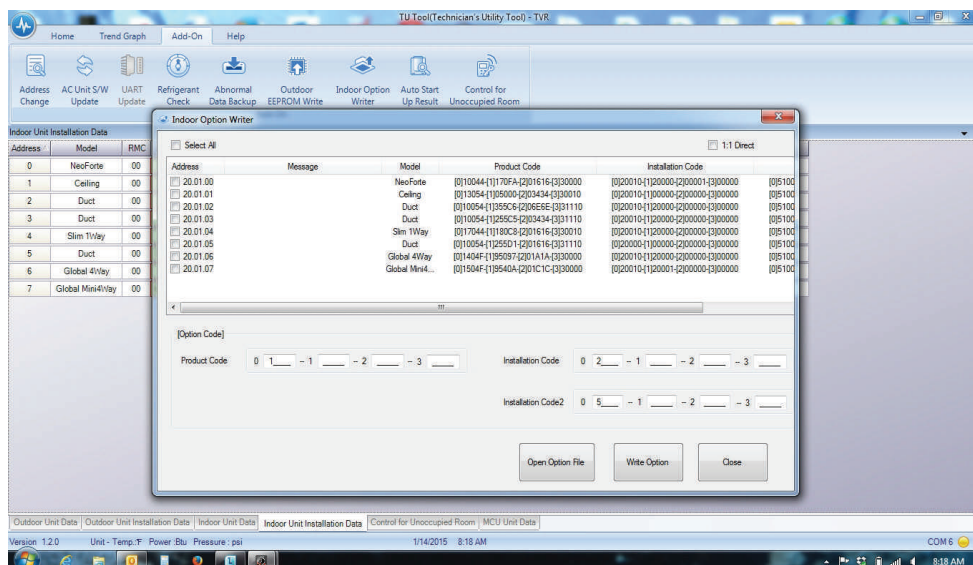 TU Tool(Technician's Utility Tool) - TVR
Home Trend Graph Add-On Help
Address Change
AC Unit S/W Update
UART Update
Refrigerant Check
Abnormal Data Backup
Outdoor EEPROM Write
Indoor Option Writer
Auto Start Up Result
Control for Unoccupied Room
Indoor Unit Installation Data
Address Model RMC
0 NeoForte 00
1 Ceiling 00
2 Duct 00
3 Duct 00
4 Slim 1Way 00
5 Duct 00
6 Global 4Way 00
7 Global Mini4Way 00
Indoor Option Writer
Select All 1:1 Direct
Address Message Model Product Code Installation Code
20.01.00 NeoForte [0]10044-[1]170FA-[2]01616-[3]30000 [0]20010-[1]20000-[2]00001-[3]00000 [0]5100
20.01.01 Ceiling [0]13054-[1]05000-[2]03434-[3]30010 [0]20000-[1]00000-[2]00000-[3]00000 [0]5100
20.01.02 Duct [0]10054-[1]355C6-[2]06E6E-[3]31110 [0]20010-[1]20000-[2]00000-[3]00000 [0]5100
20.01.03 Duct [0]10054-[1]255C5-[2]03434-[3]31110 [0]20010-[1]20000-[2]00000-[3]00000 [0]5100
20.01.04 Slim 1Way [0]17044-[1]180C8-[2]01616-[3]30010 [0]20010-[1]20000-[2]00000-[3]00000 [0]5100
20.01.05 Duct [0]10054-[1]255D1-[2]01616-[3]31110 [0]20000-[1]20000-[2]00000-[3]00000 [0]5100
20.01.06 Global 4Way [0]1404F-[1]95097-[2]01A1A-[3]30000 [0]20010-[1]20000-[2]00000-[3]00000 [0]5100
20.01.07 Global Mini4... [0]1504F-[1]9540A-[2]01C1C-[3]30000 [0]20010-[1]20001-[2]00000-[3]00000 [0]5100
[Option Code]
Product Code 0 1___ - 1 ____ - 2 ____ - 3 ____ Installation Code 0 2___ - 1 ____ - 2 ____ - 3 ____
Installation Code2 0 5___ - 1 ____ - 2 ____ - 3 ____
Open Option File Write Option Close
Outdoor Unit Data Outdoor Unit Installation Data Indoor Unit Data Indoor Unit Installation Data Control for Unoccupied Room MCU Unit Data
Version 1.2.0 Unit - Temp.:℉ Power :Btu Pressure : psi 1/14/2015 8:18 AM COM 6
8:18 AM